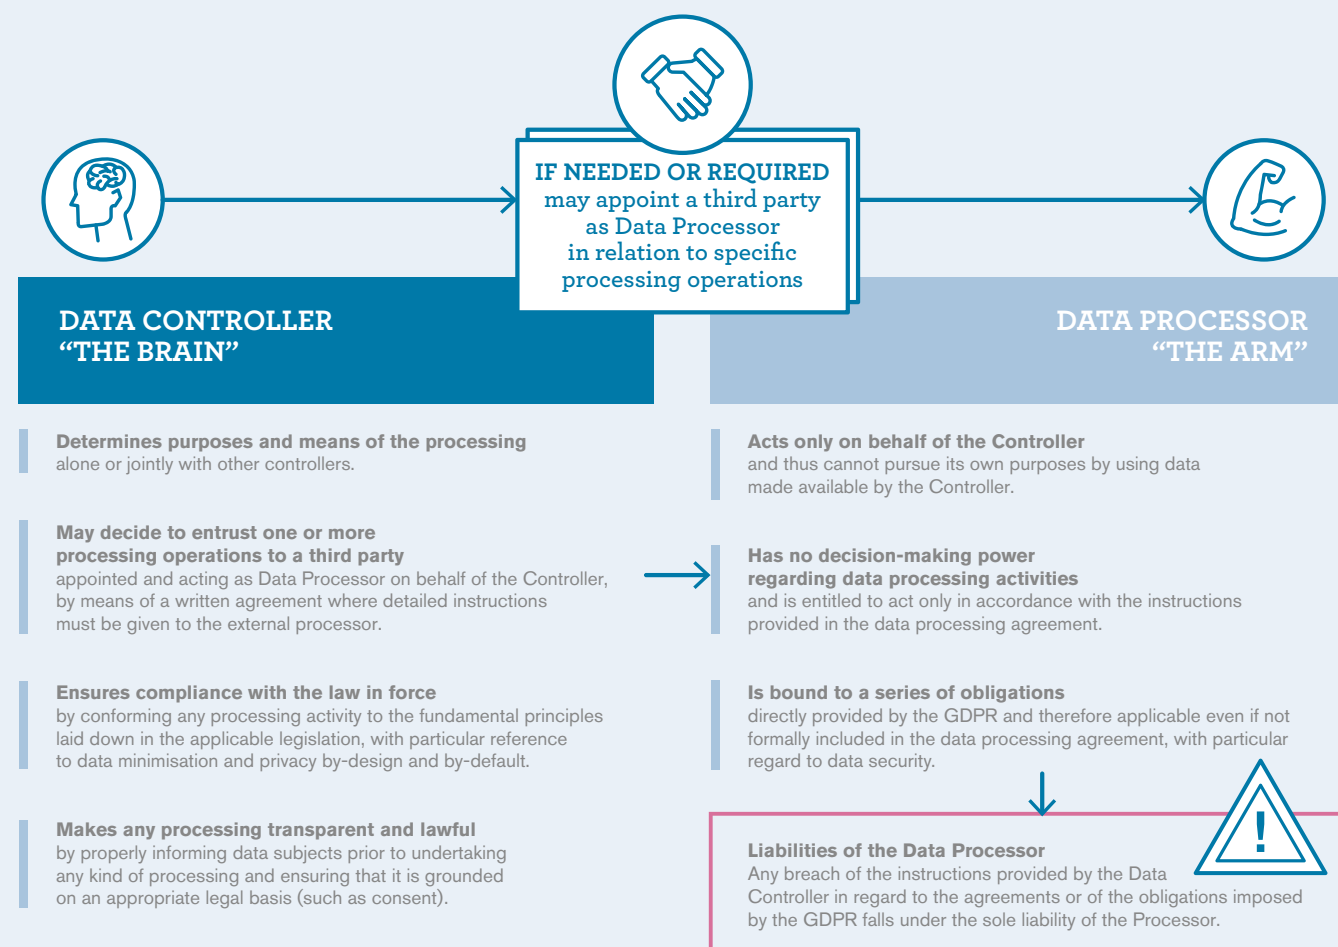 IF NEEDED OR REQUIRED
may appoint a third party
as Data Processor
in relation to specific
processing operations
DATA CONTROLLER
“THE BRAIN”
Determines purposes and means of the processing
alone or jointly with other controllers.
May decide to entrust one or more
processing operations to a third party
appointed and acting as Data Processor on behalf of the Controller,
by means of a written agreement where detailed instructions
must be given to the external processor.
Ensures compliance with the law in force
by conforming any processing activity to the fundamental principles
laid down in the applicable legislation, with particular reference
to data minimisation and privacy by-design and by-default.
Makes any processing transparent and lawful
by properly informing data subjects prior to undertaking
any kind of processing and ensuring that it is grounded
on an appropriate legal basis (such as consent).
DATA PROCESSOR
“THE ARM”
Acts only on behalf of the Controller
and thus cannot pursue its own purposes by using data
made available by the Controller.
Has no decision-making power
regarding data processing activities
and is entitled to act only in accordance with the instructions
provided in the data processing agreement.
Is bound to a series of obligations
directly provided by the GDPR and therefore applicable even if not
formally included in the data processing agreement, with particular
regard to data security.
!
Liabilities of the Data Processor
Any breach of the instructions provided by the Data
Controller in regard to the agreements or of the obligations imposed
by the GDPR falls under the sole liability of the Processor.